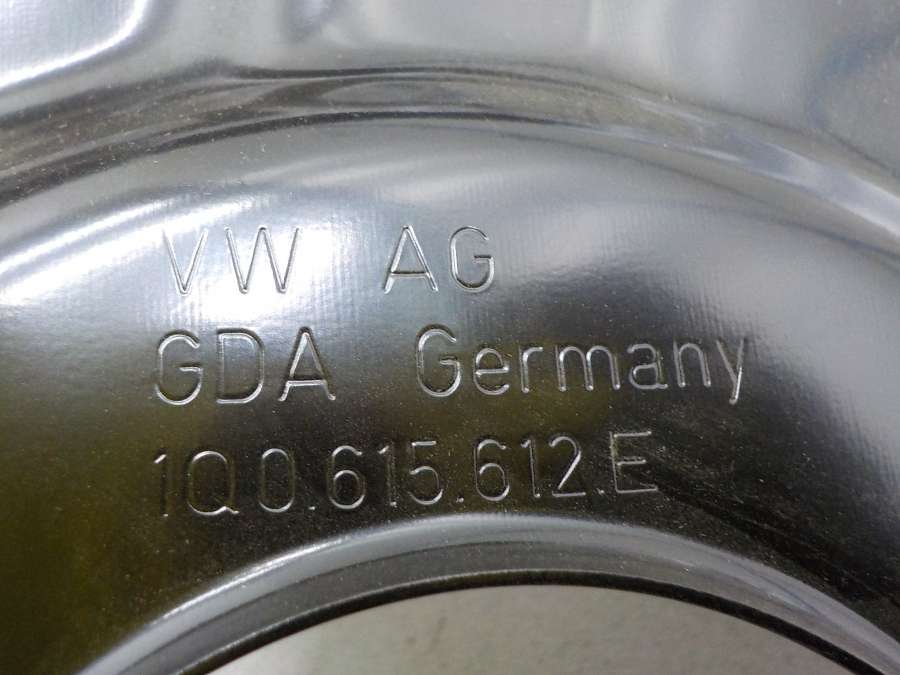 VW AG
GDA Germany
1Q0.615.612.E